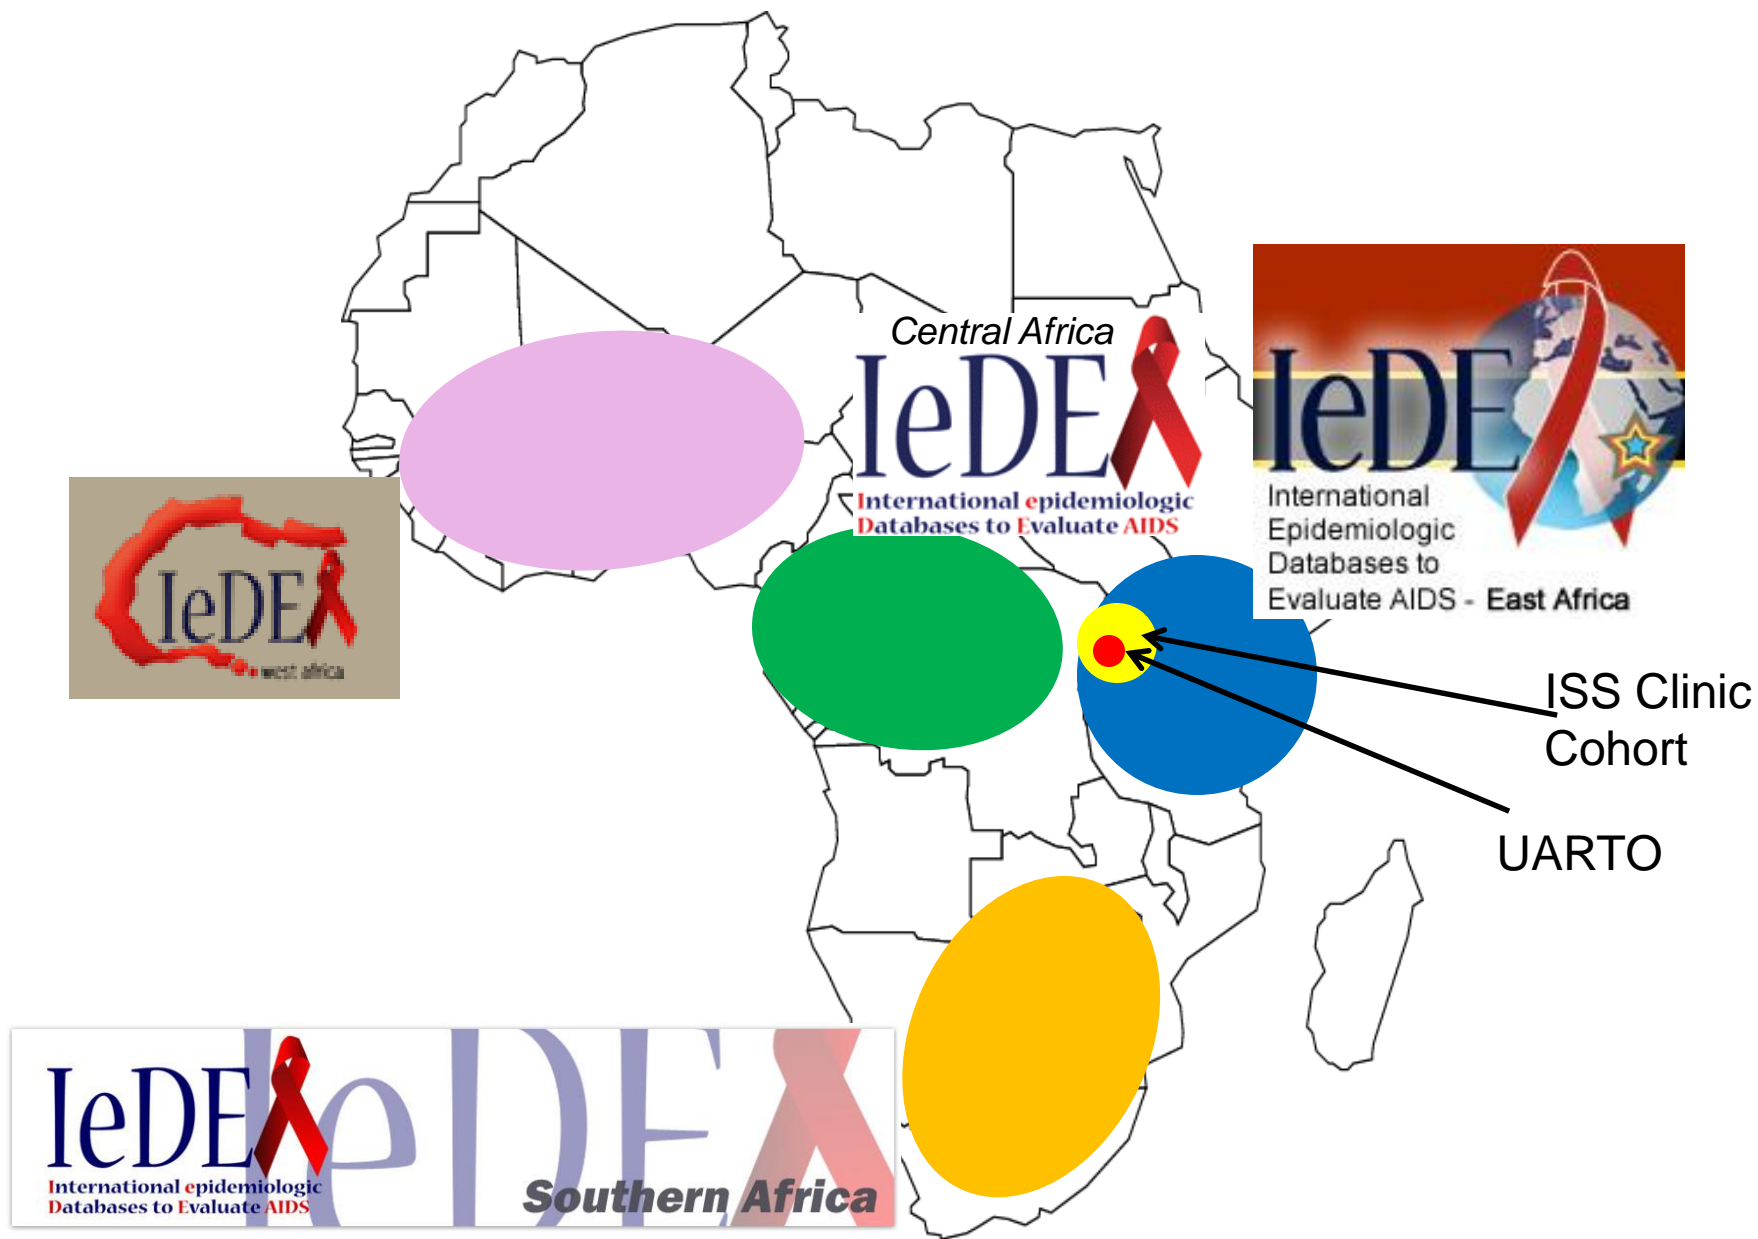 Central Africa
IeDEA
International epidemiologic
Databases to Evaluate AIDS
IeDE
International
Epidemiologic
Databases to
Evaluate AIDS - East Africa
IeDEA
west africa
ISS Clinic
Cohort
UARTO
IeDEA
IeDEA
International epidemiologic
Databases to Evaluate AIDS
Southern Africa